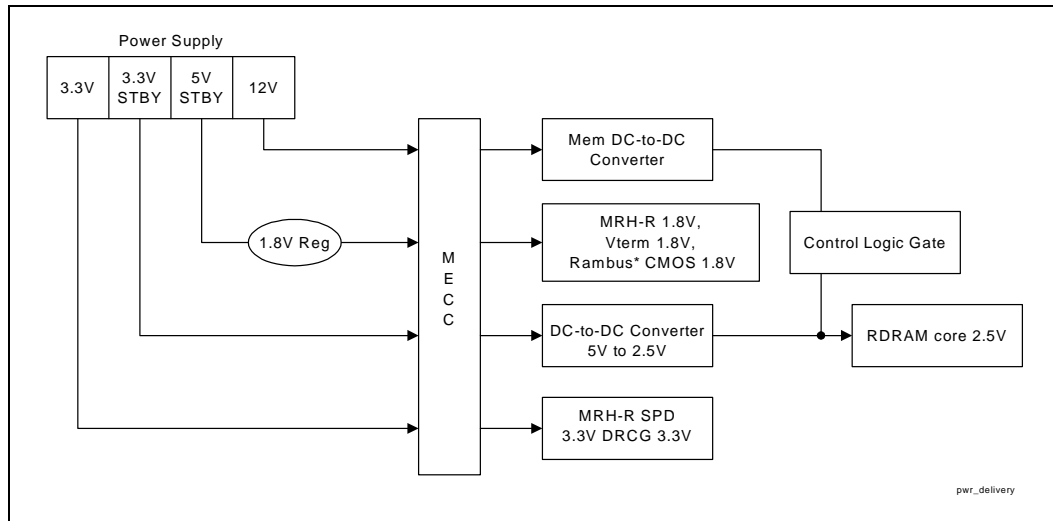 Power Supply
3.3V
3.3V
STBY
5V
STBY
12V
Mem DC-to-DC
Converter
1.8V Reg
M
E
C
C
MRH-R 1.8V,
Vterm 1.8V,
Rambus* CMOS 1.8V
Control Logic Gate
DC-to-DC Converter
5V to 2.5V
RDRAM core 2.5V
MRH-R SPD
3.3V DRCG 3.3V
pwr_delivery